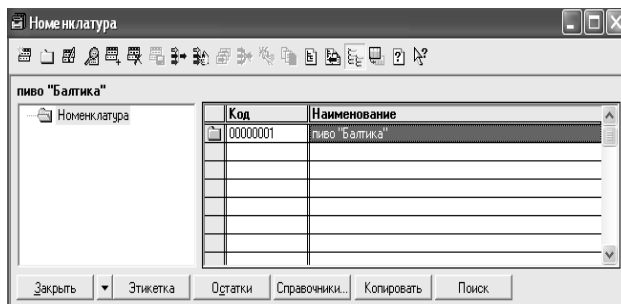 Номенклатура
пиво "Балтика"
Номенклатура
Код Наименование
00000001 пиво "Балтика"
Закрыть Этикетка Остатки Справочники... Копировать Поиск